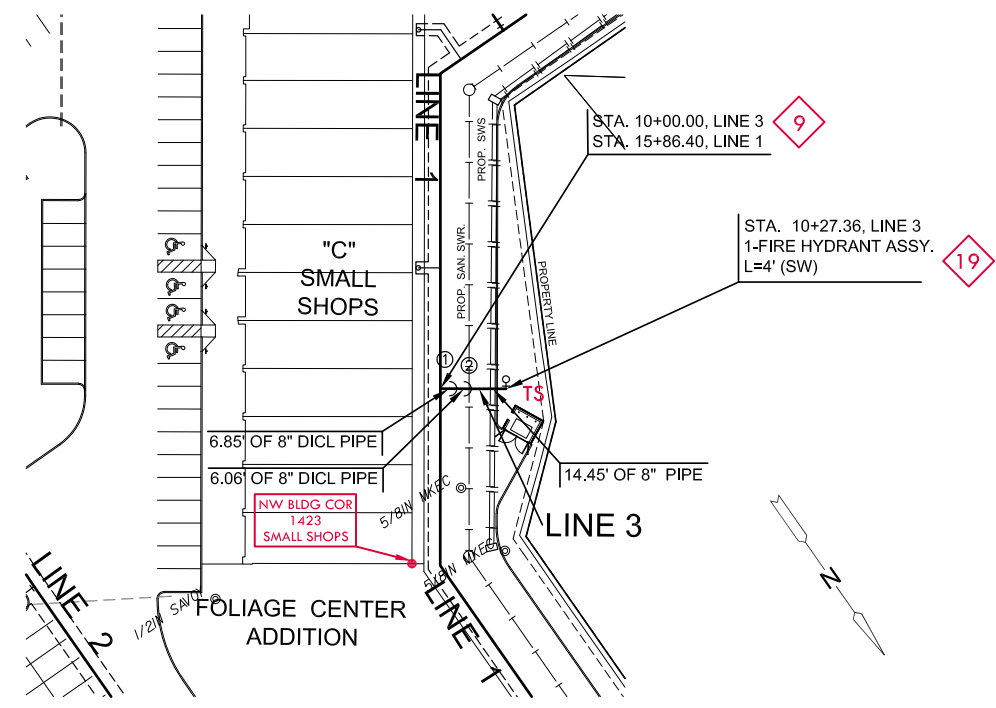 LINE 1
PROP. SWS
STA. 10+00.00, LINE 3
STA. 15+86.40, LINE 1
9
"C"
SMALL
SHOPS
PROP. SAN. SWR.
PROPERTY LINE
STA. 10+27.36, LINE 3
1-FIRE HYDRANT ASSY.
L=4' (SW)
19
1
2
TS
6.85' OF 8" DICL PIPE
6.06' OF 8" DICL PIPE
14.45' OF 8" PIPE
NW BLDG COR
1423
SMALL SHOPS
5/8IN MKEC
LINE 3
5/8IN MKEC
N
LINE 2
1/2IN SAVOY
FOLIAGE CENTER
ADDITION
LINE 1